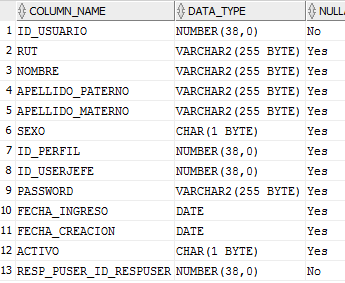 COLUMN_NAME DATA_TYPE NULLA
1 ID_USUARIO NUMBER(38,0) No
2 RUT VARCHAR2(255 BYTE) Yes
3 NOMBRE VARCHAR2(255 BYTE) Yes
4 APELLIDO_PATERNO VARCHAR2(255 BYTE) Yes
5 APELLIDO_MATERNO VARCHAR2(255 BYTE) Yes
6 SEXO CHAR(1 BYTE) Yes
7 ID_PERFIL NUMBER(38,0) Yes
8 ID_USERJEFE NUMBER(38,0) Yes
9 PASSWORD VARCHAR2(255 BYTE) Yes
10 FECHA_INGRESO DATE Yes
11 FECHA_CREACION DATE Yes
12 ACTIVO CHAR(1 BYTE) Yes
13 RESP_PUSER_ID_RESPUSER NUMBER(38,0) No